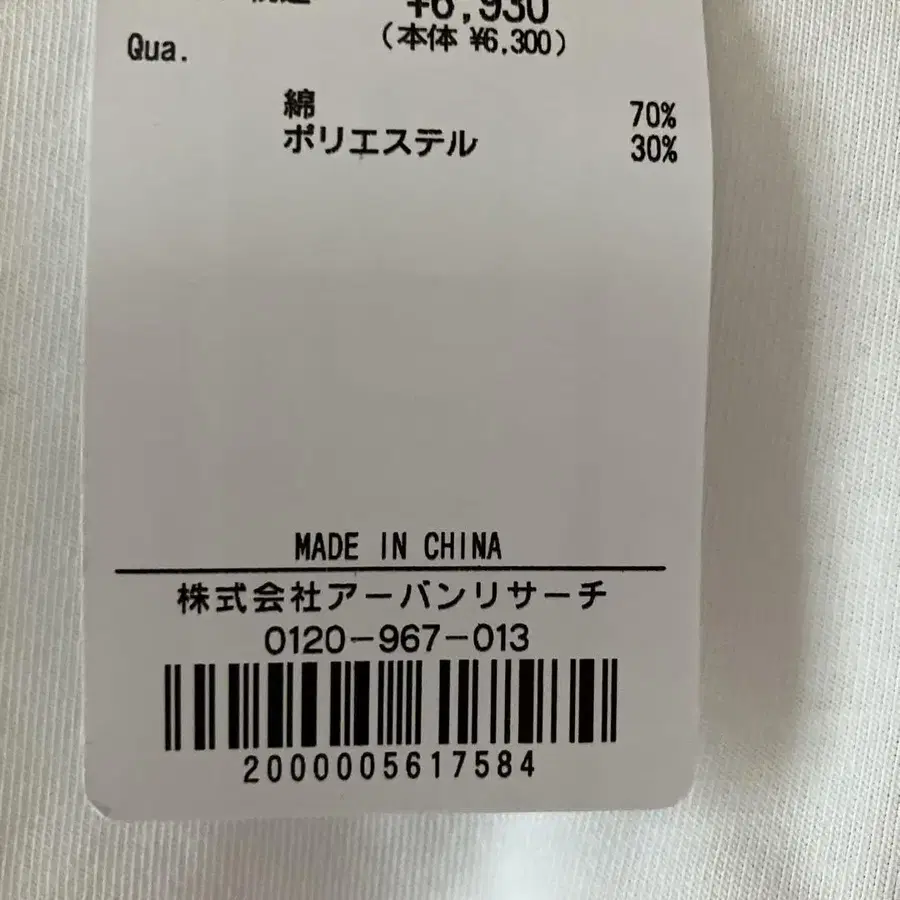 ¥6,930
(本体 ¥6,300)
Qua.
綿 70%
ポリエステル 30%
MADE IN CHINA
株式会社アーバンリサーチ
0120-967-013
2000005617584